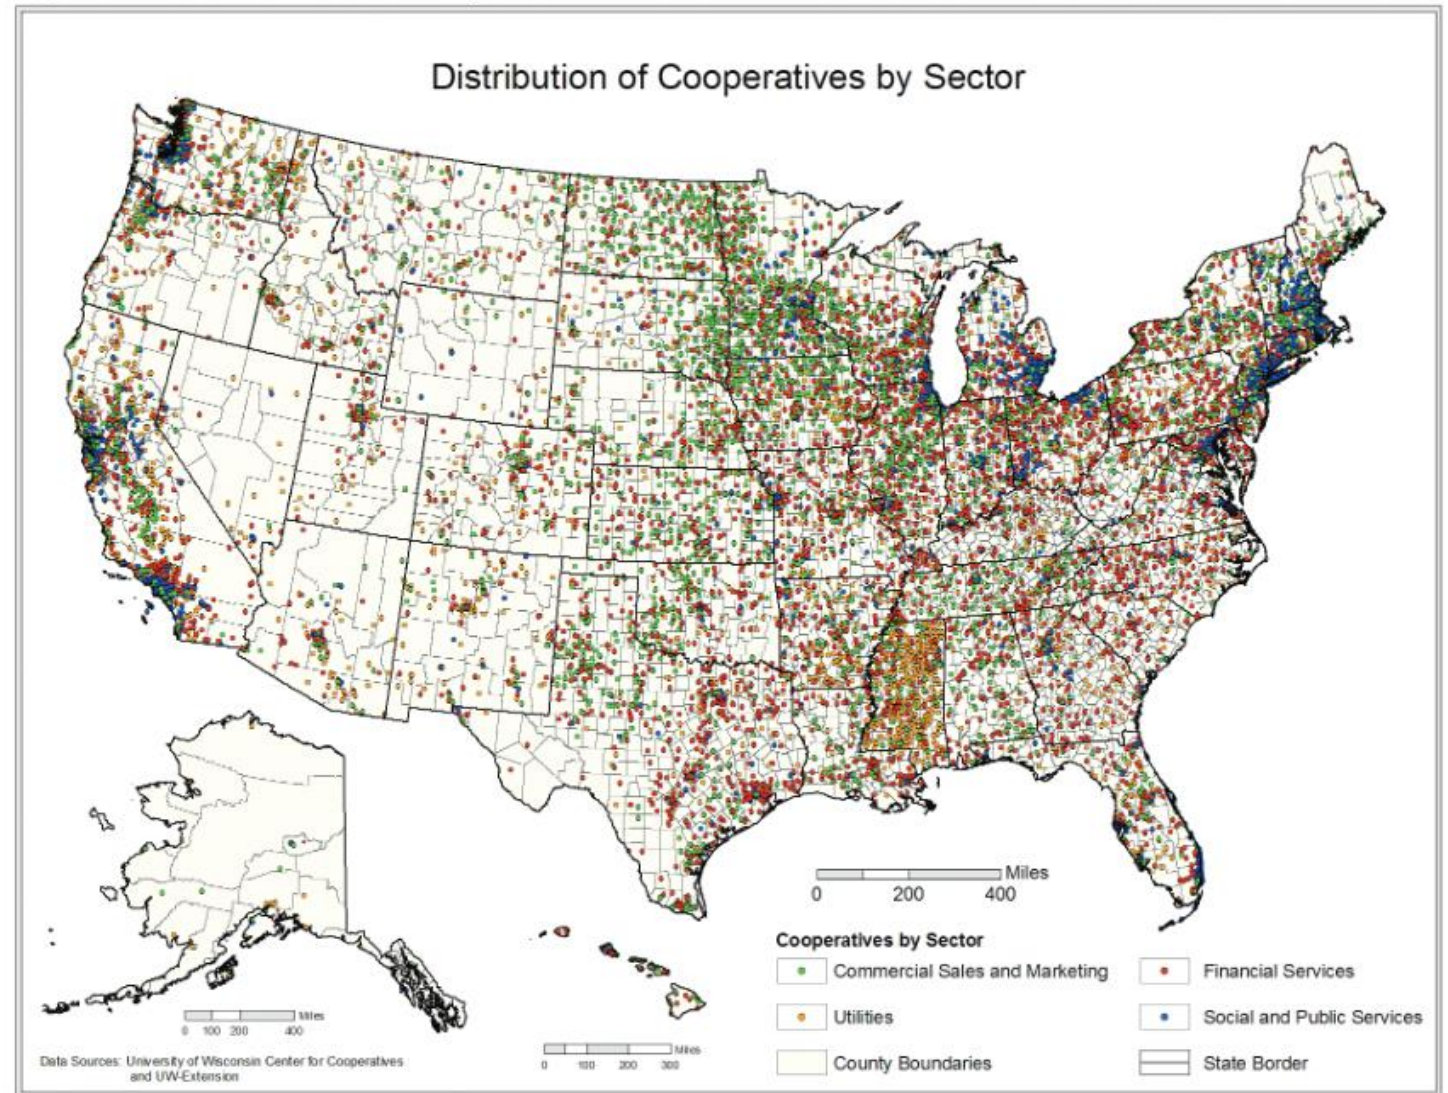 Distribution of Cooperatives by Sector
Miles
0 200 400
Cooperatives by Sector
Commercial Sales and Marketing
Financial Services
Utilities
Social and Public Services
County Boundaries
State Border
Miles
0 100 200 400
Miles
0 100 200 300
Data Sources: University of Wisconsin Center for Cooperatives
and UW-Extension